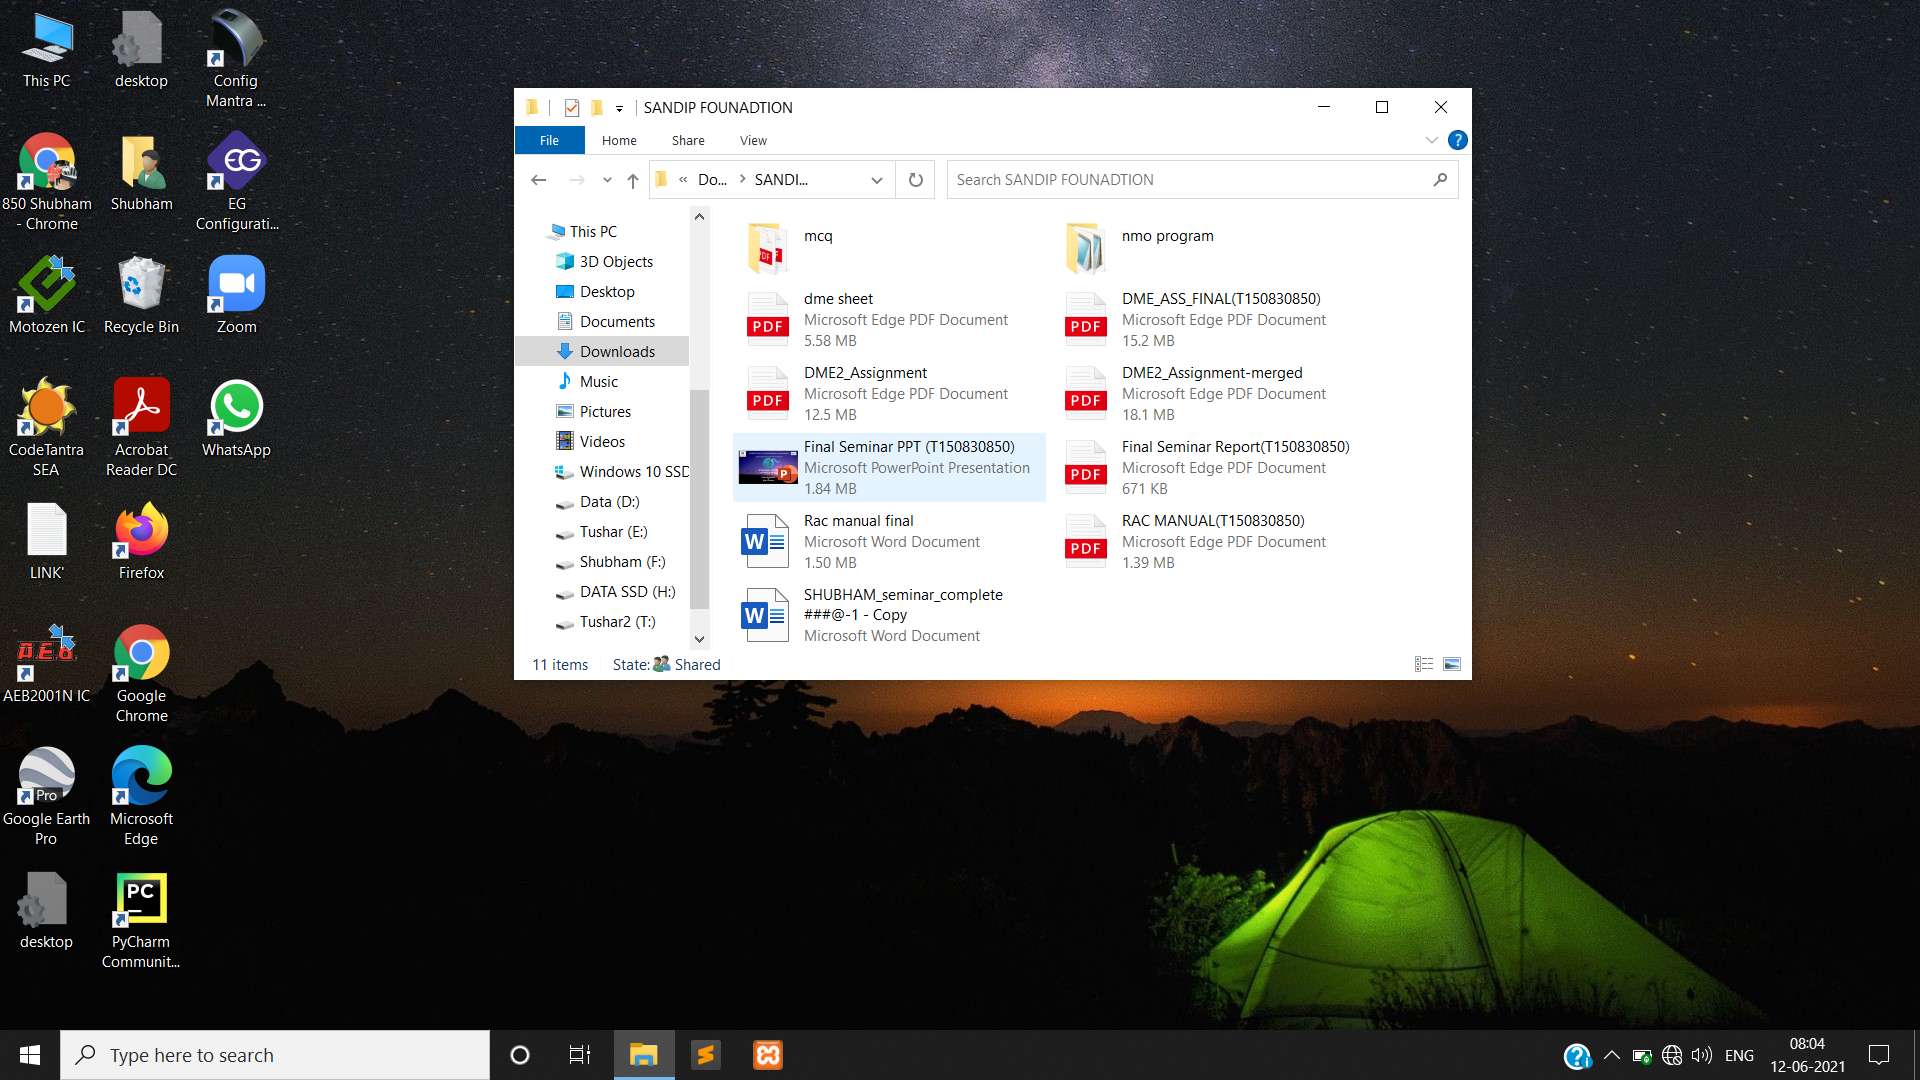 This PC
desktop
Config
Mantra ...
850 Shubham
- Chrome
Shubham
EG
Configurati...
Motozen IC
Recycle Bin
Zoom
CodeTantra
SEA
Acrobat
Reader DC
WhatsApp
LINK'
Firefox
AEB2001N IC
Google
Chrome
Pro
Google Earth
Pro
Microsoft
Edge
desktop
PC
PyCharm
Communit...
SANDIP FOUNADTION
File
Home
Share
View
?
« Do... > SANDI...
Search SANDIP FOUNADTION
This PC
3D Objects
Desktop
Documents
Downloads
Music
Pictures
Videos
Windows 10 SSD
Data (D:)
Tushar (E:)
Shubham (F:)
DATA SSD (H:)
Tushar2 (T:)
mcq
nmo program
PDF
dme sheet
Microsoft Edge PDF Document
5.58 MB
PDF
DME_ASS_FINAL(T150830850)
Microsoft Edge PDF Document
15.2 MB
PDF
DME2_Assignment
Microsoft Edge PDF Document
12.5 MB
PDF
DME2_Assignment-merged
Microsoft Edge PDF Document
18.1 MB
Final Seminar PPT (T150830850)
Microsoft PowerPoint Presentation
1.84 MB
PDF
Final Seminar Report(T150830850)
Microsoft Edge PDF Document
671 KB
W
Rac manual final
Microsoft Word Document
1.50 MB
PDF
RAC MANUAL(T150830850)
Microsoft Edge PDF Document
1.39 MB
W
SHUBHAM_seminar_complete
###@-1 - Copy
Microsoft Word Document
11 items
State: Shared
Type here to search
ENG
08:04
12-06-2021